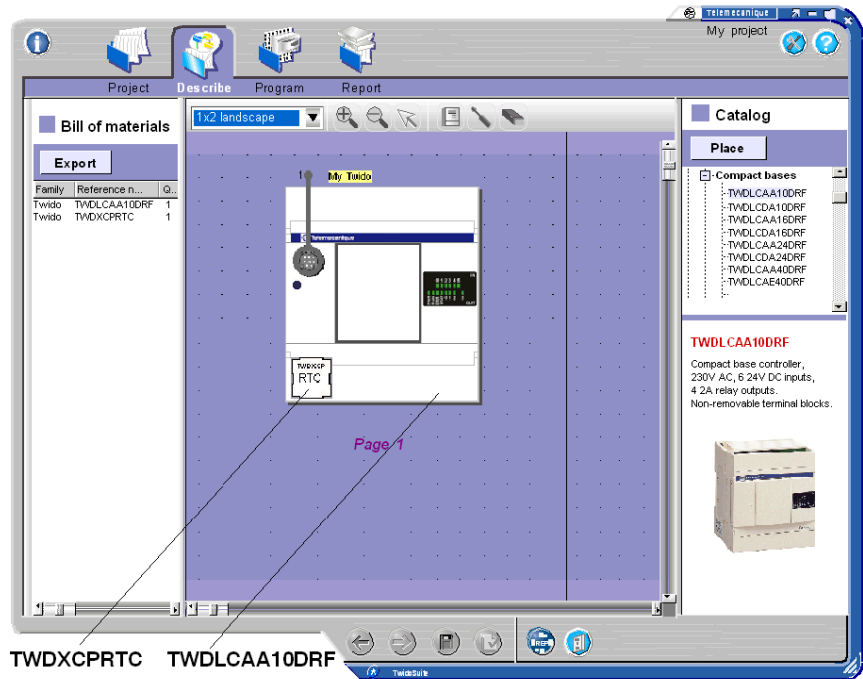 Telemecanique
My project
Project
Describe
Program
Report
Bill of materials
Export
Family
Reference n...
Q..
Twido TWDLCAA10DRF 1
Twido TWDXCPRTC 1
1x2 landscape
1
My Twido
Telemecanique
TWDXCP
RTC
Page 1
Catalog
Place
Compact bases
TWDLCAA10DRF
TWDLCDA10DRF
TWDLCAA16DRF
TWDLCDA16DRF
TWDLCAA24DRF
TWDLCDA24DRF
TWDLCAA40DRF
TWDLCAE40DRF
TWDLCAA10DRF
Compact base controller,
230V AC, 6 24V DC inputs,
4 2A relay outputs.
Non-removable terminal blocks.
TWDXCPRTC
TWDLCAA10DRF
TwidoSuite